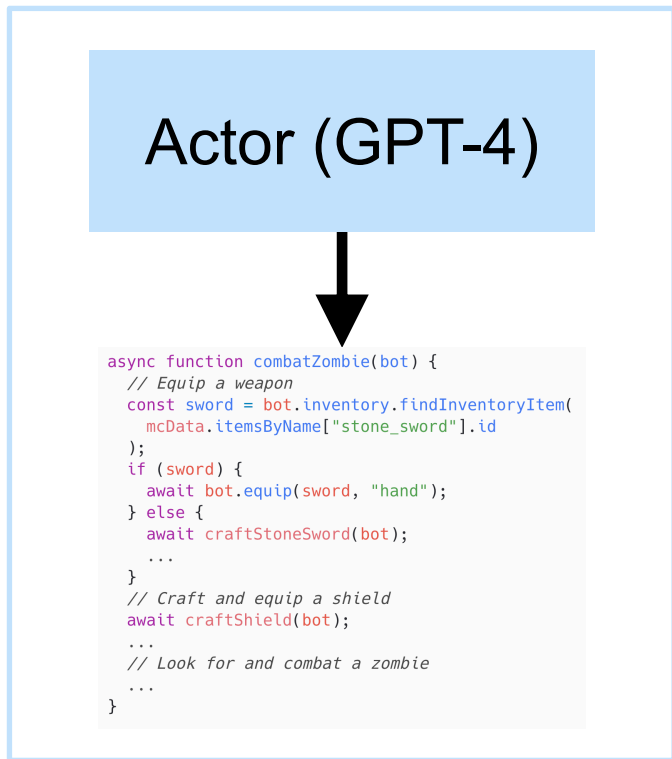 Actor (GPT-4)
async function combatZombie(bot) {
  // Equip a weapon
  const sword = bot.inventory.findInventoryItem(
    mcData.itemsByName["stone_sword"].id
  );
  if (sword) {
    await bot.equip(sword, "hand");
  } else {
    await craftStoneSword(bot);
    ...
  }
  // Craft and equip a shield
  await craftShield(bot);
  ...
  // Look for and combat a zombie
  ...
}